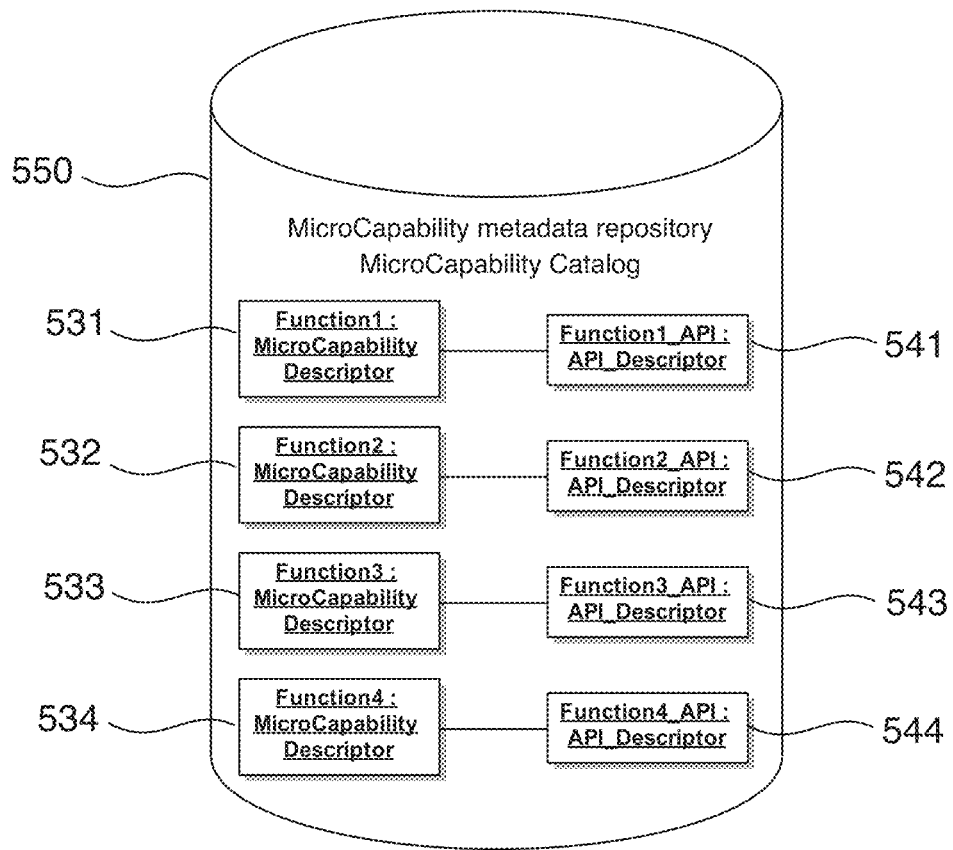 550
MicroCapability metadata repository
MicroCapability Catalog
531
Function1 :
MicroCapability
Descriptor
Function1_API :
API_Descriptor
541
532
Function2 :
MicroCapability
Descriptor
Function2_API :
API_Descriptor
542
533
Function3 :
MicroCapability
Descriptor
Function3_API :
API_Descriptor
543
534
Function4 :
MicroCapability
Descriptor
Function4_API :
API_Descriptor
544